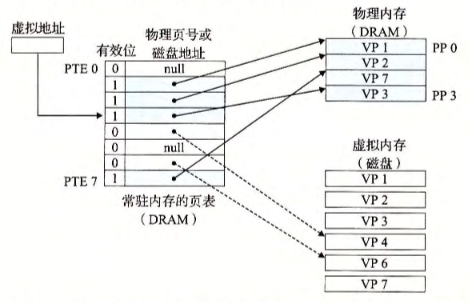 虚拟地址
物理页号或
有效位 磁盘地址
PTE 0 0 null
1
1
1
0
0 null
0
PTE 7 1
常驻内存的页表
（DRAM）
物理内存
（DRAM）
VP 1 PP 0
VP 2
VP 7
VP 3 PP 3
虚拟内存
（磁盘）
VP 1
VP 2
VP 3
VP 4
VP 6
VP 7